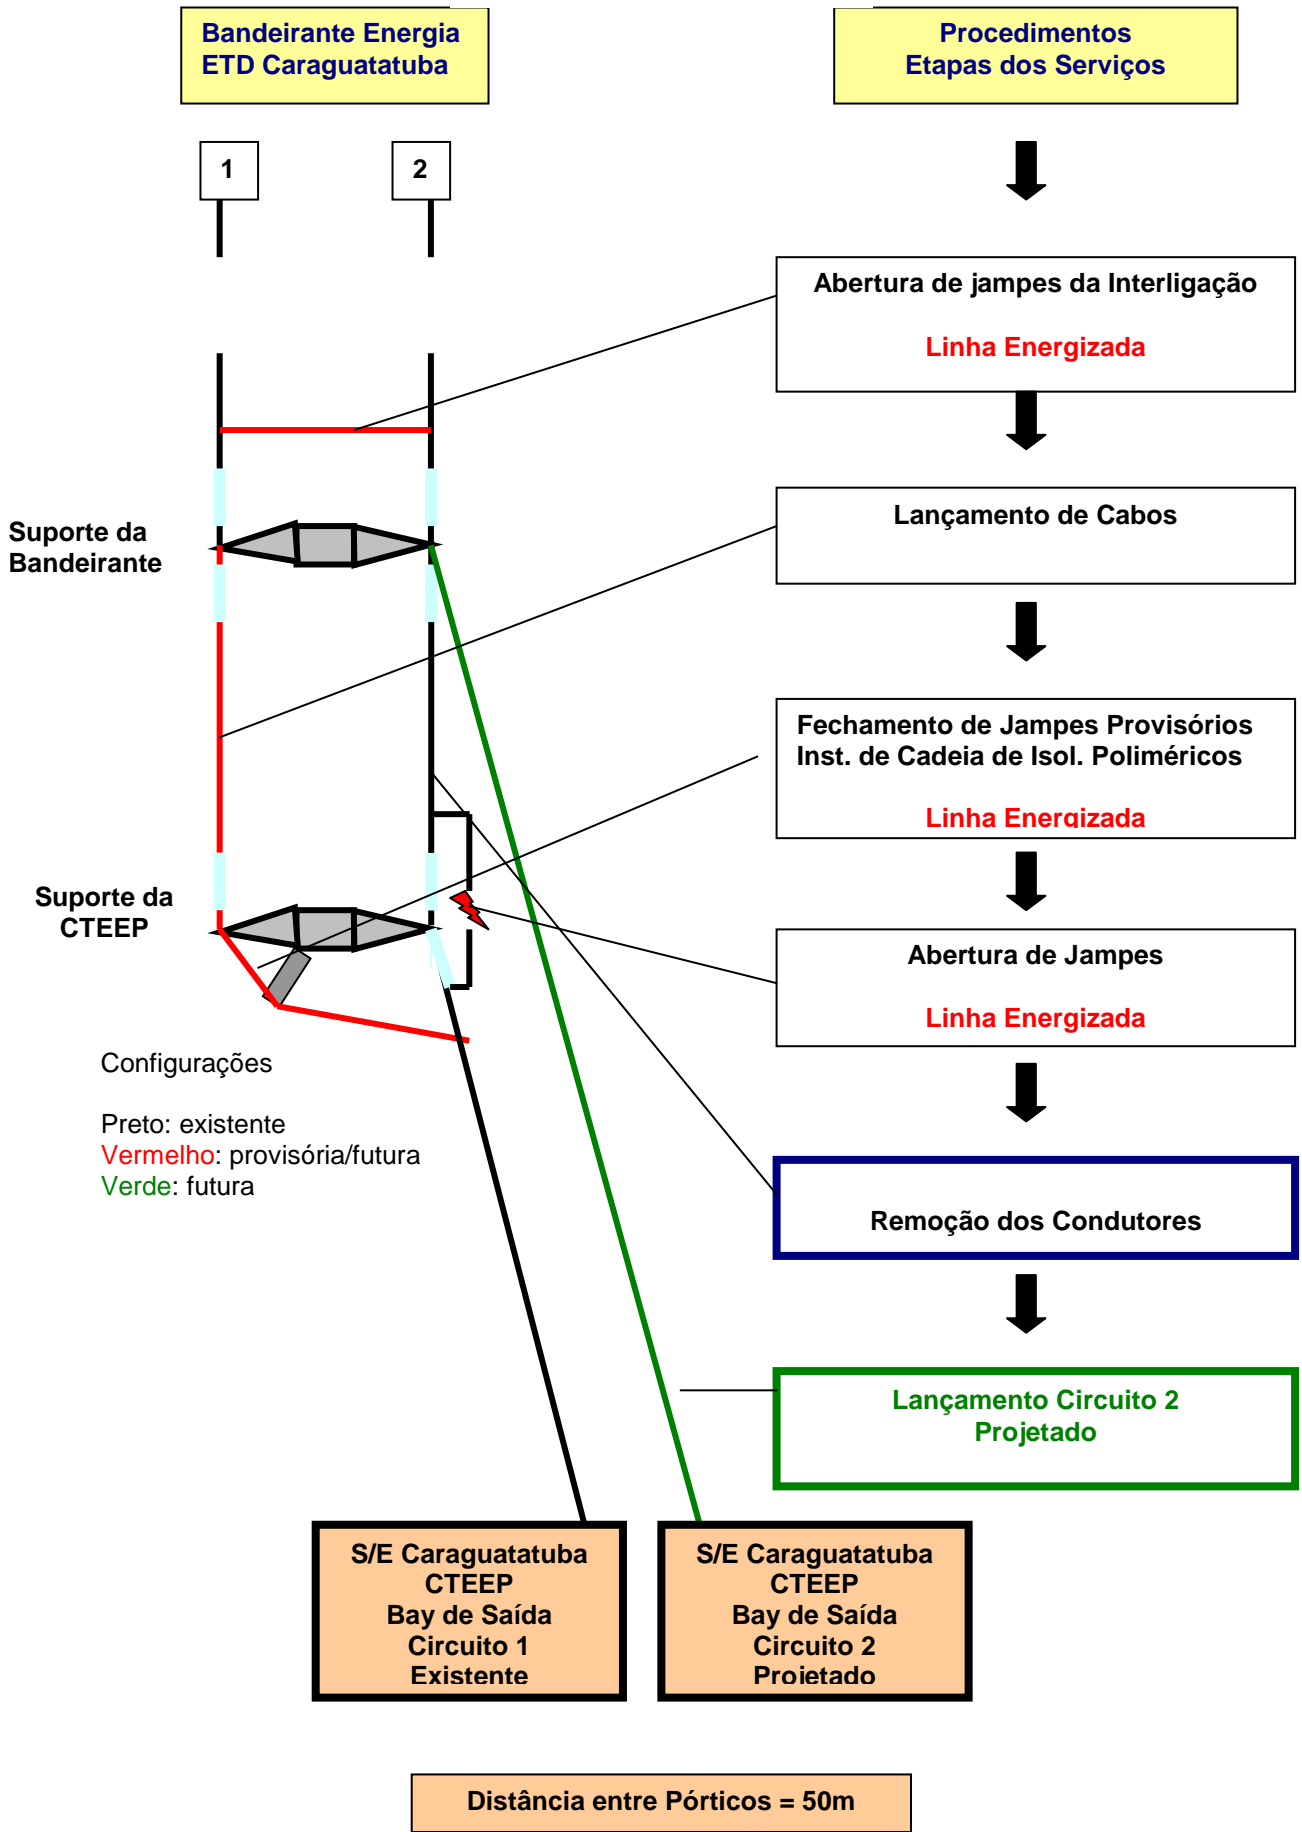 Bandeirante Energia
ETD Caraguatatuba
Procedimentos
Etapas dos Serviços
1
2
Abertura de jampes da Interligação
Linha Energizada
Lançamento de Cabos
Suporte da
Bandeirante
Fechamento de Jampes Provisórios
Inst. de Cadeia de Isol. Poliméricos
Linha Energizada
Suporte da
CTEEP
Abertura de Jampes
Linha Energizada
Configurações
Preto: existente
Vermelho: provisória/futura
Verde: futura
Remoção dos Condutores
Lançamento Circuito 2
Projetado
S/E Caraguatatuba
CTEEP
Bay de Saída
Circuito 1
Existente
S/E Caraguatatuba
CTEEP
Bay de Saída
Circuito 2
Projetado
Distância entre Pórticos = 50m